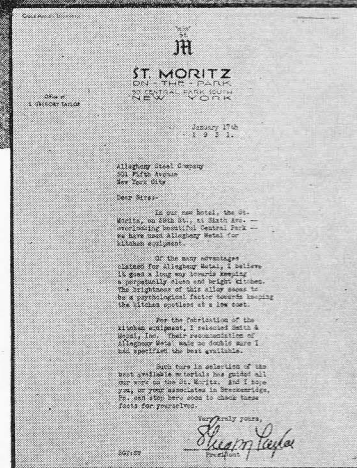 ST. MORITZ
ON - THE - PARK
50 CENTRAL PARK SOUTH
NEW YORK
Office of
S. GREGORY TAYLOR
January 17th
1 9 3 1.
Allegheny Steel Company
501 Fifth Avenue
New York City
Dear Sirs:-
In our new hotel, the St.
Moritz, on 59th St., at Sixth Ave. —
overlooking beautiful Central Park —
we have used Allegheny Metal for
kitchen equipment.
Of the many advantages
claimed for Allegheny Metal, I believe
it goes a long way towards keeping
a perpetually clean and bright kitchen.
The brightness of this alloy seems to
be a psychological factor towards keeping
the kitchen spotless at a low cost.
For the fabrication of the
kitchen equipment, I selected Smith &
Inc. Their recommendation of
Allegheny Metal made me doubly sure I
had specified the best available.
Such care in selection of the
best available materials has guided all
our work on the St. Moritz. And I hope
you, or your associates in Breckenridge,
Pa. can stop here soon to check these
facts for yourselves.
Very truly yours,
S Gregory Taylor
President
SGT: